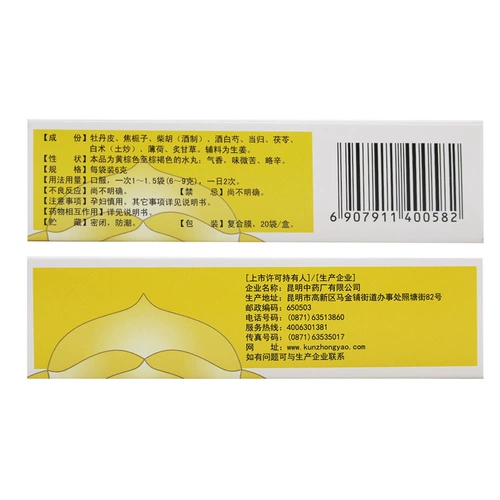 【成　份】牡丹皮、焦栀子、柴胡（酒制）、酒白芍、当归、茯苓、
白术（土炒）、薄荷、炙甘草。辅料为生姜。
【性　状】本品为黄棕色至棕褐色的水丸；气香，味微苦、略辛。
【规　格】每袋装6克
【用法用量】口服，一次1～1.5袋（6～9克），一日2次。
【不良反应】尚不明确。　【禁　忌】尚不明确。
【注意事项】孕妇慎用，其它事项详见说明书。
【药物相互作用】详见说明书。
【贮　藏】密闭，防潮。　【包　装】复合膜，20袋/盒。
6 907911 400582
[上市许可持有人]/[生产企业]
企业名称：昆明中药厂有限公司
生产地址：昆明市高新区马金铺街道办事处照塘街82号
邮政编码：650503
电话号码：(0871)63513860
服务热线：4006301381
传真号码：(0871)63535017
网　　址：www.kunzhongyao.com
如有问题可与生产企业联系